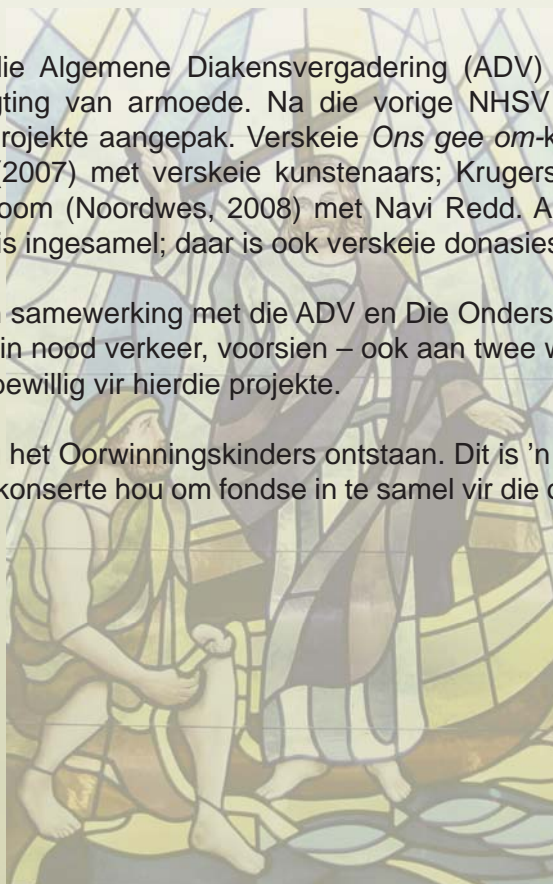 die Algemene Diakensvergadering (ADV)
gting van armoede. Na die vorige NHSV
rojekte aangepak. Verskeie Ons gee om-k
(2007) met verskeie kunstenaars; Krugers
oom (Noordwes, 2008) met Navi Redd. A
is ingesamel; daar is ook verskeie donasies
samewerking met die ADV en Die Onders
in nood verkeer, voorsien – ook aan twee w
bewillig vir hierdie projekte.
het Oorwinningskinders ontstaan. Dit is 'n
konserte hou om fondse in te samel vir die